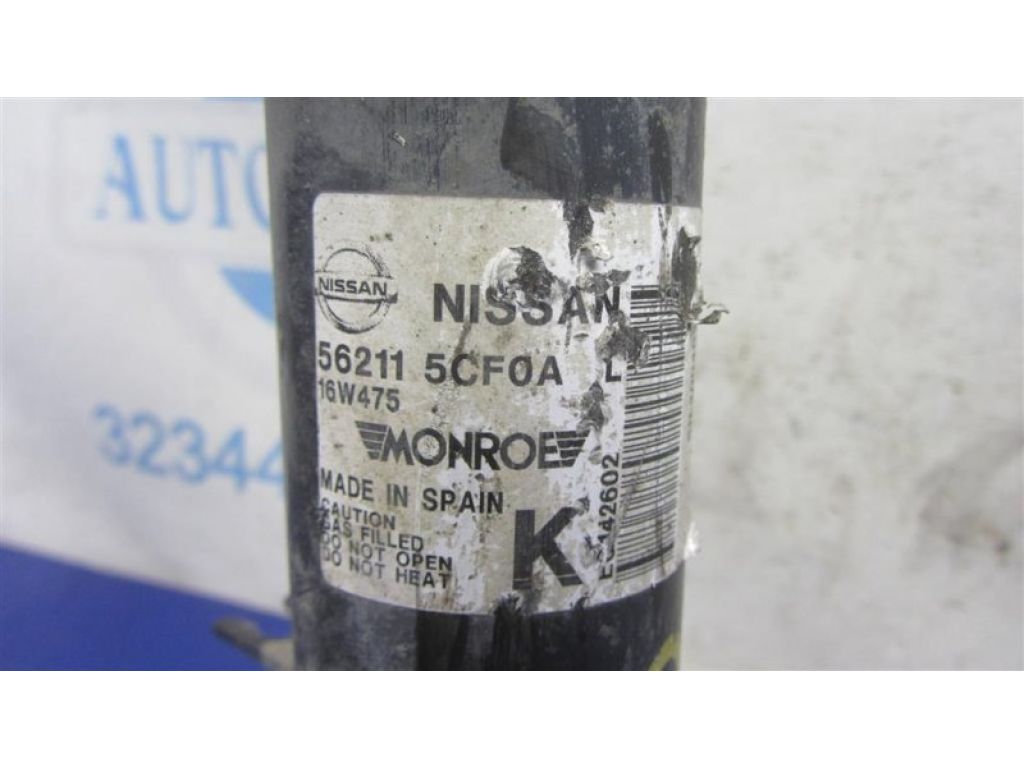 AUTO
32344
NISSAN
NISSAN
56211 5CF0A L
16W475
MONROE
MADE IN SPAIN
CAUTION
GAS FILLED
DO NOT OPEN
DO NOT HEAT
K